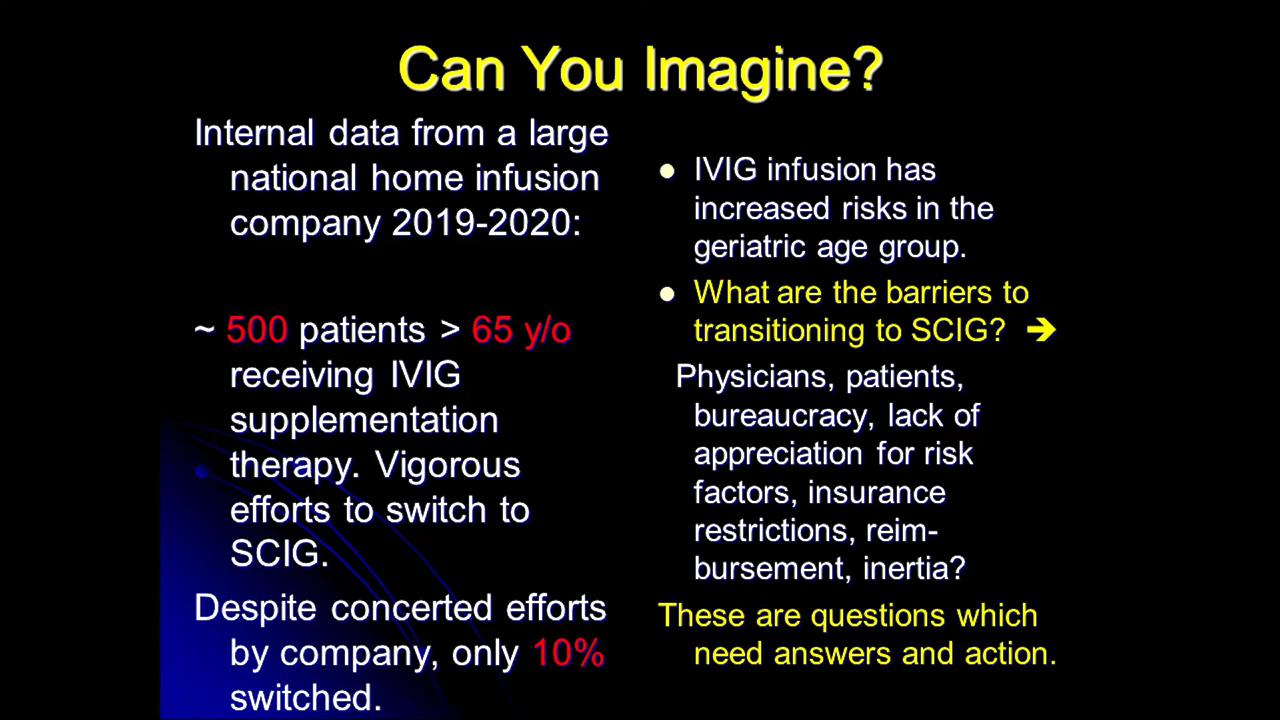 Can You Imagine?
Internal data from a large
national home infusion
company 2019-2020:
~ 500 patients > 65 y/o
receiving IVIG
supplementation
therapy. Vigorous
efforts to switch to
SCIG.
Despite concerted efforts
by company, only 10%
switched.
• IVIG infusion has
increased risks in the
geriatric age group.
• What are the barriers to
transitioning to SCIG? ➔
Physicians, patients,
bureaucracy, lack of
appreciation for risk
factors, insurance
restrictions, reim-
bursement, inertia?
These are questions which
need answers and action.